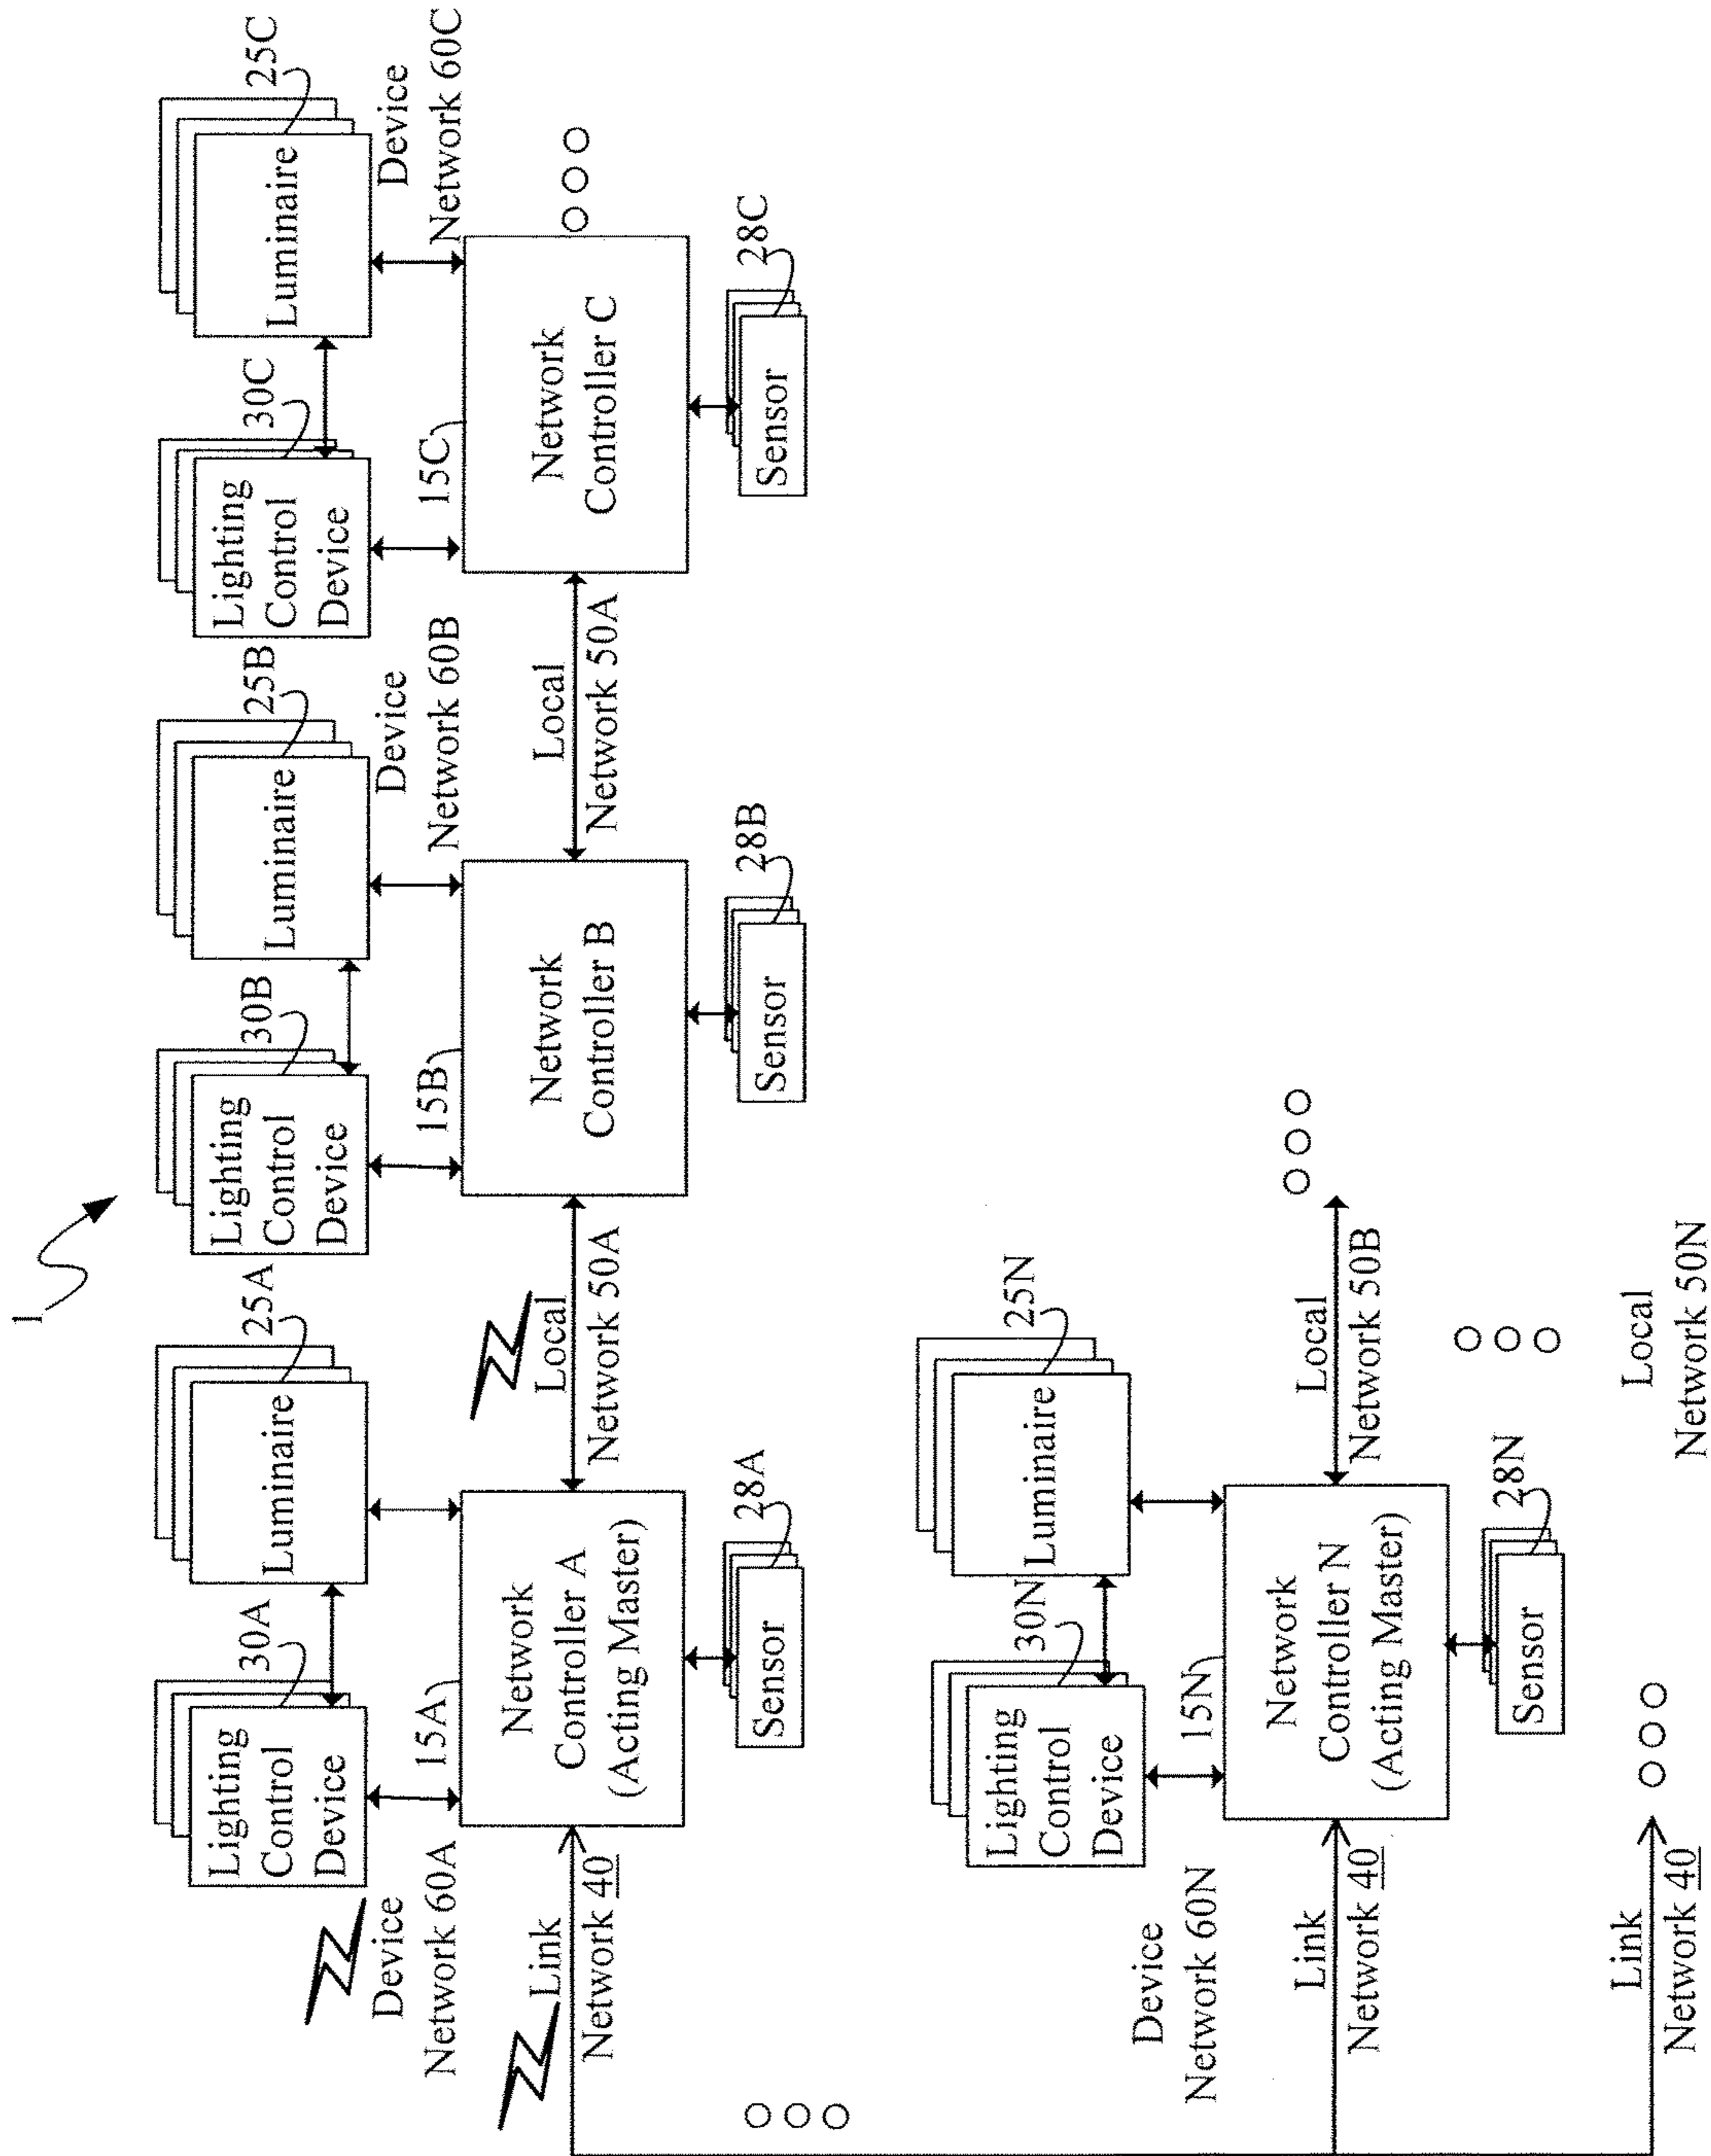 1
30A
25A
30B
25B
30C
25C
Lighting
Control
Device
Luminaire
Lighting
Control
Device
Luminaire
Lighting
Control
Device
Luminaire
Device
Network 60A
Device
Network 60B
Device
Network 60C
15A
15B
15C
Link
Network 40
Network
Controller A
(Acting Master)
Local
Network 50A
Network
Controller B
Local
Network 50A
Network
Controller C
28A
28B
28C
Sensor
Sensor
Sensor
30N
25N
Lighting
Control
Device
Luminaire
Device
Network 60N
15N
Link
Network 40
Network
Controller N
(Acting Master)
Local
Network 50B
28N
Sensor
Link
Network 40
Local
Network 50N